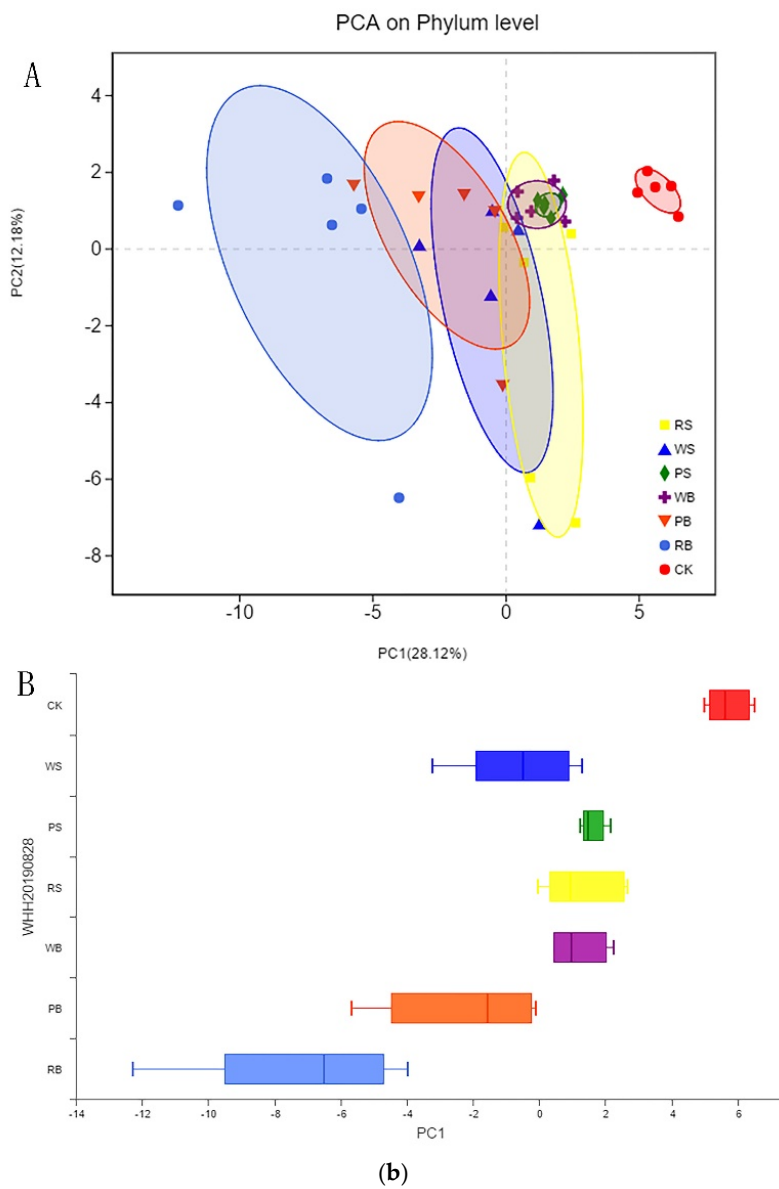 PCA on Phylum level
A
4
2
0
-2
-4
-6
-8
PC2(12.18%)
RS
WS
PS
WB
PB
RB
CK
-10
-5
0
5
PC1(28.12%)
B
CK
WS
PS
RS
WB
PB
RB
WHH20190828
-14
-12
-10
-8
-6
-4
-2
0
2
4
6
PC1
(b)